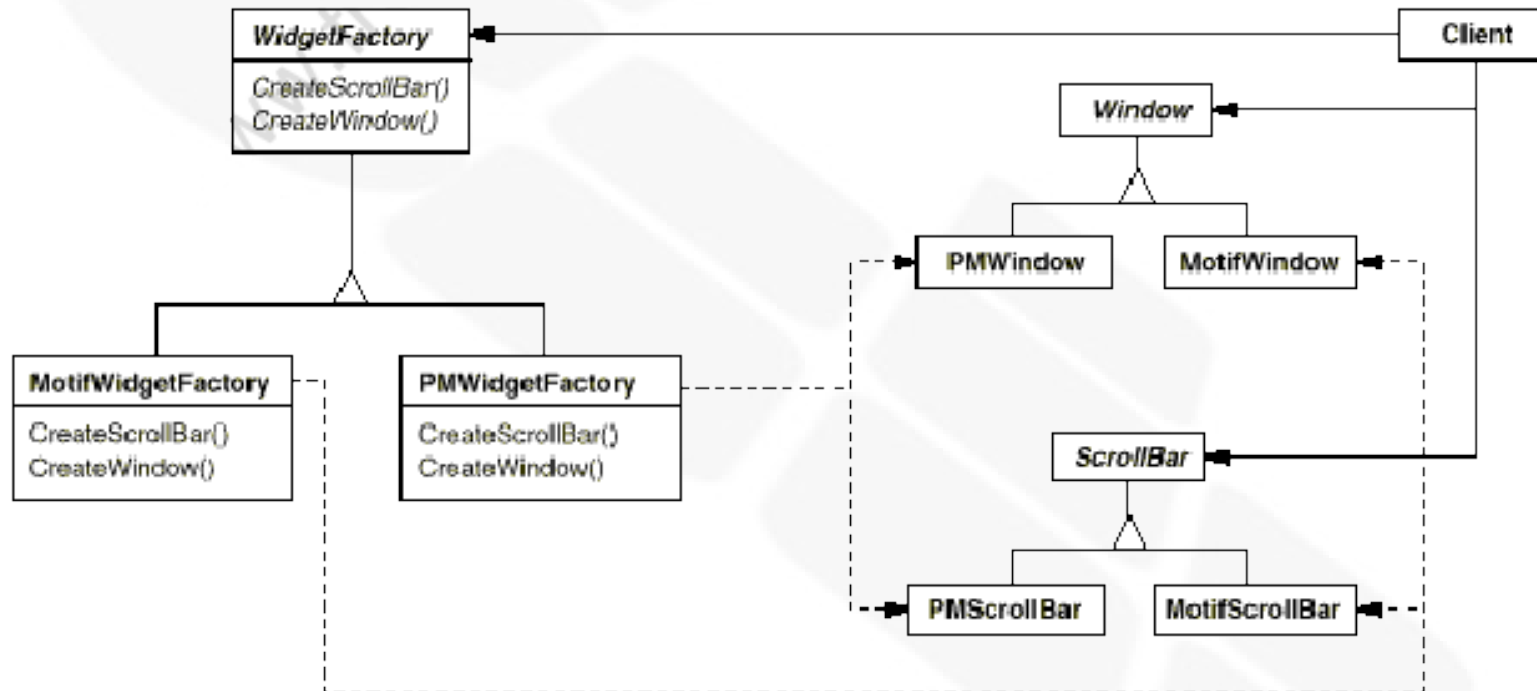 WidgetFactory
CreateScrollBar()
CreateWindow()
Client
Window
PMWindow
MotifWindow
MotifWidgetFactory
CreateScrollBar()
CreateWindow()
PMWidgetFactory
CreateScrollBar()
CreateWindow()
ScrollBar
PMScrollBar
MotifScrollBar